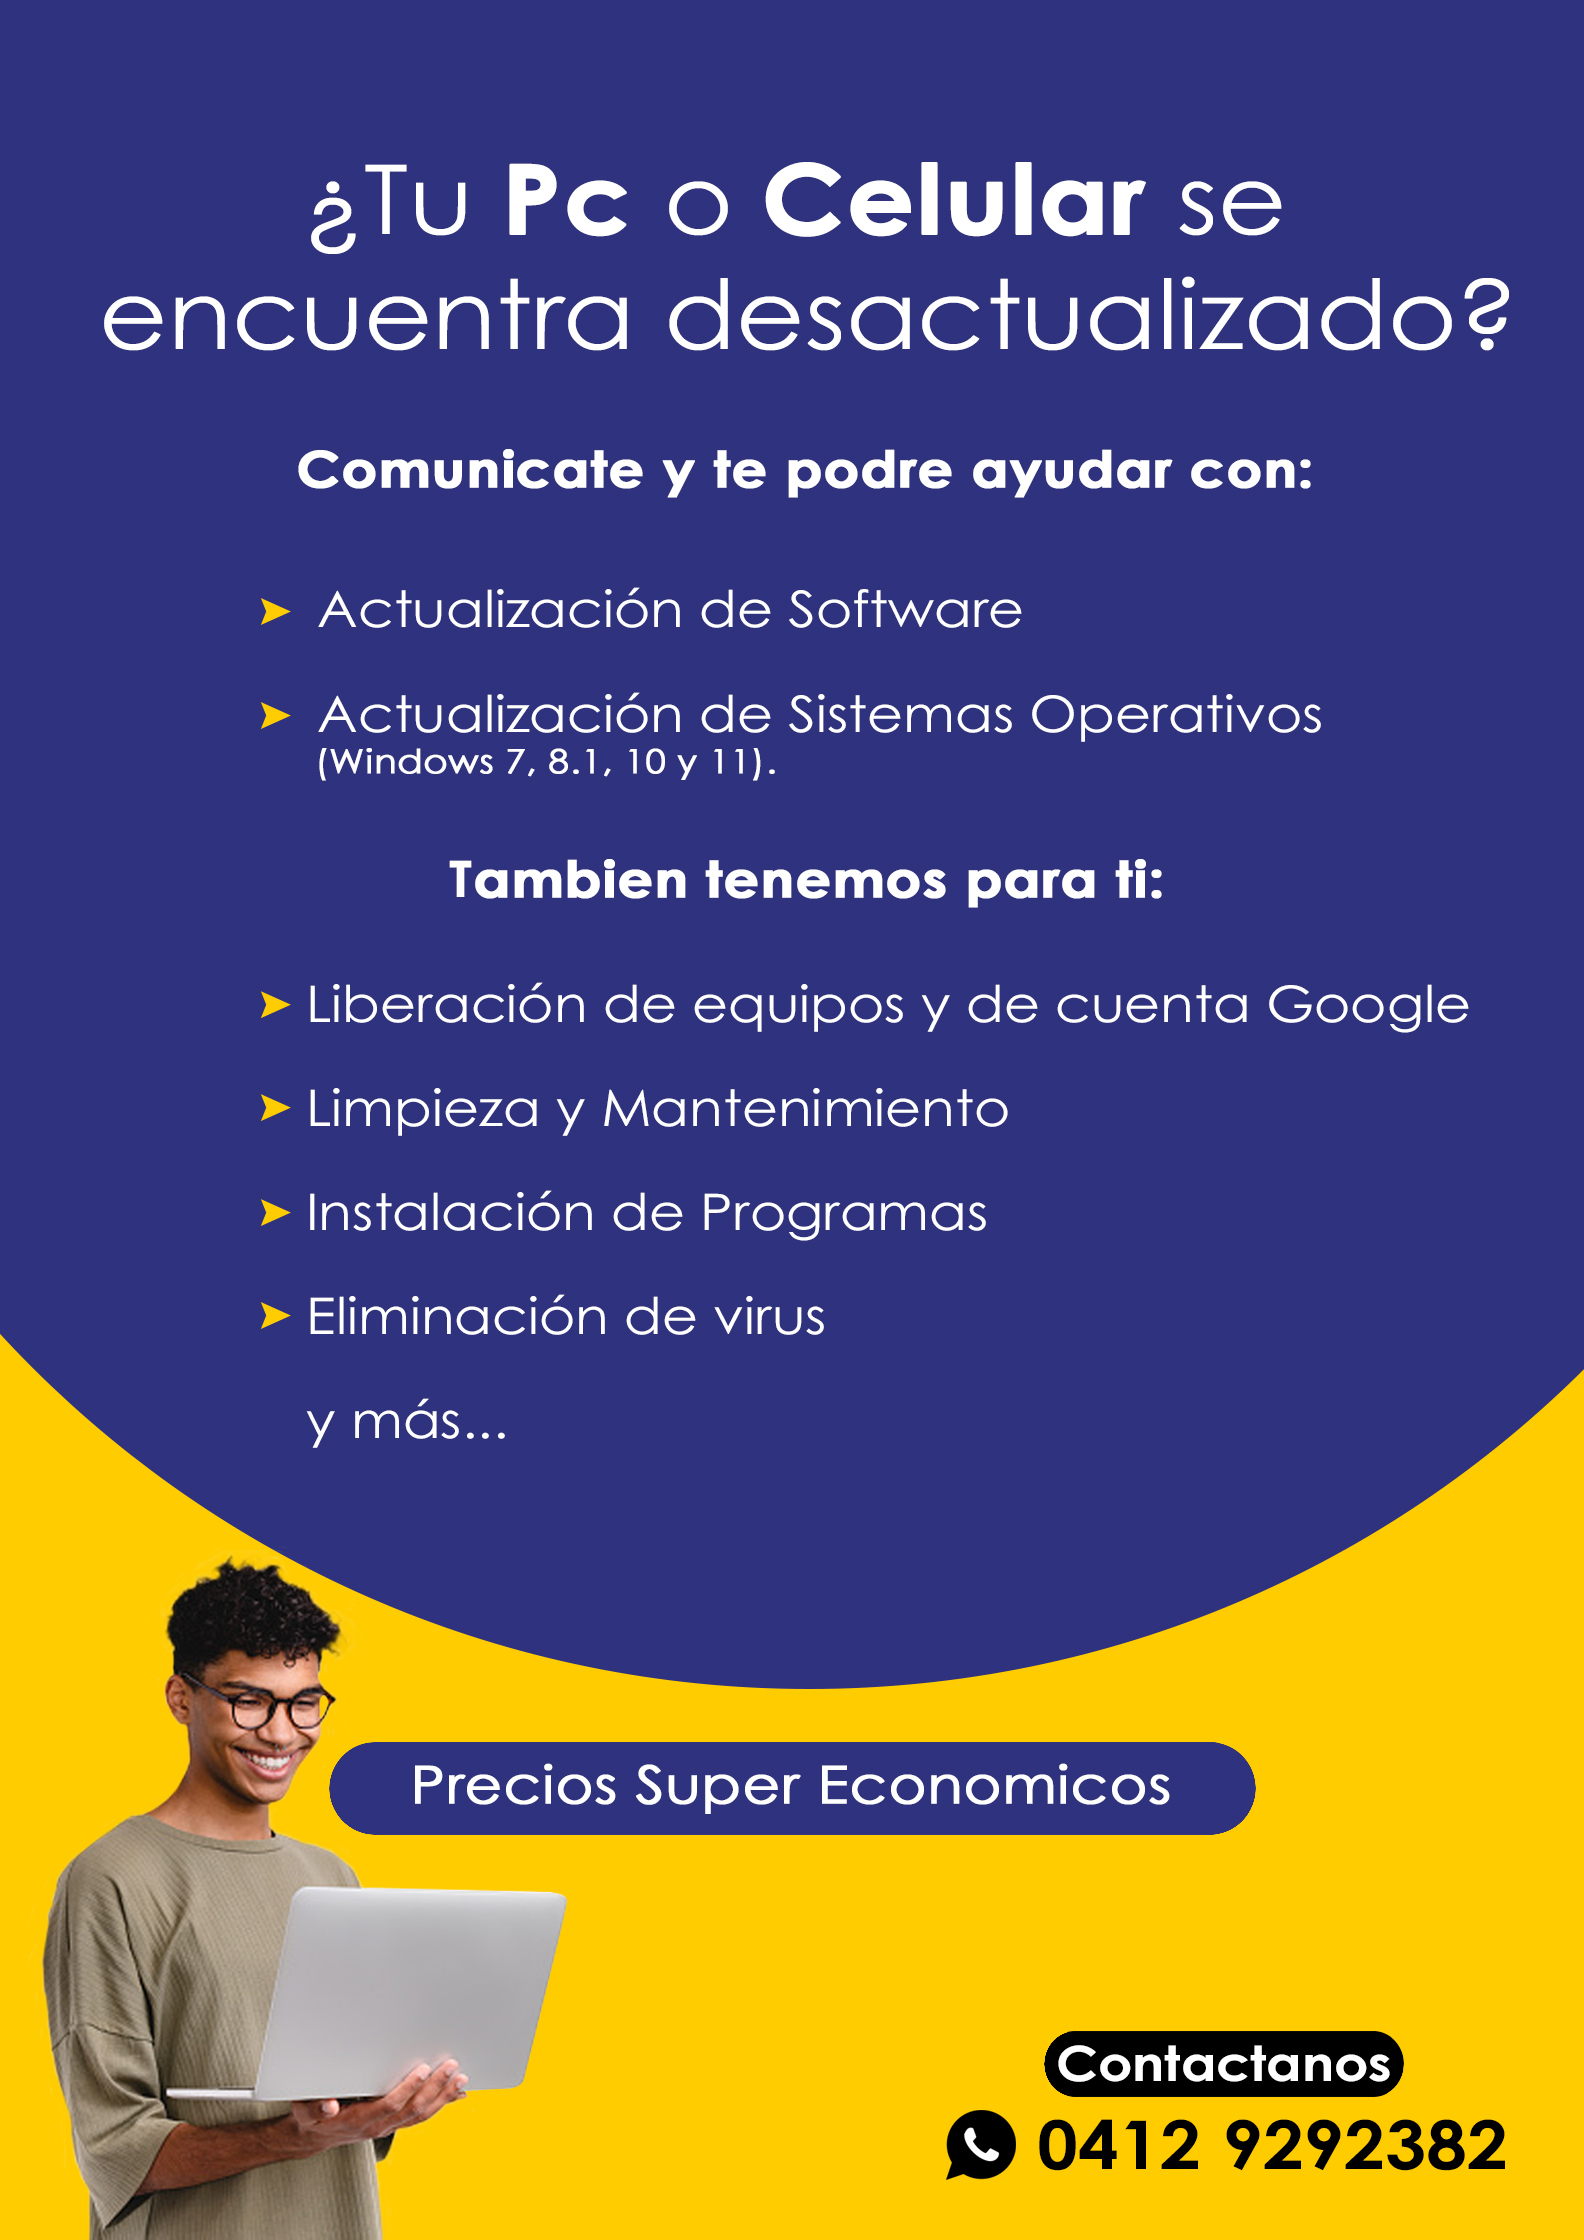 ¿Tu Pc o Celular se
encuentra desactualizado?
Comunicate y te podre ayudar con:
Actualización de Software
Actualización de Sistemas Operativos
(Windows 7, 8.1, 10 y 11).
Tambien tenemos para ti:
Liberación de equipos y de cuenta Google
Limpieza y Mantenimiento
Instalación de Programas
Eliminación de virus
y más...
Precios Super Economicos
Contactanos
0412 9292382